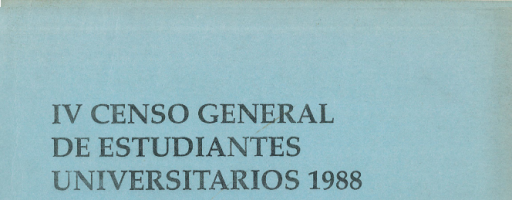 IV CENSO GENERAL
DE ESTUDIANTES
UNIVERSITARIOS 1988